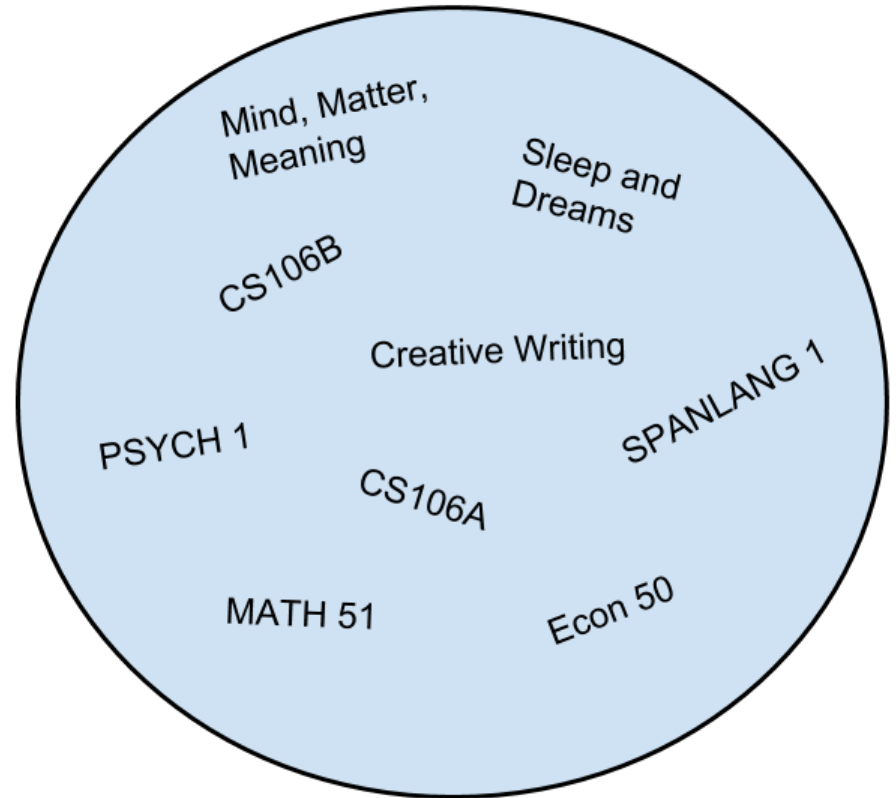 Mind, Matter,
Meaning
Sleep and
Dreams
CS106B
Creative Writing
SPANLANG 1
PSYCH 1
CS106A
MATH 51
Econ 50